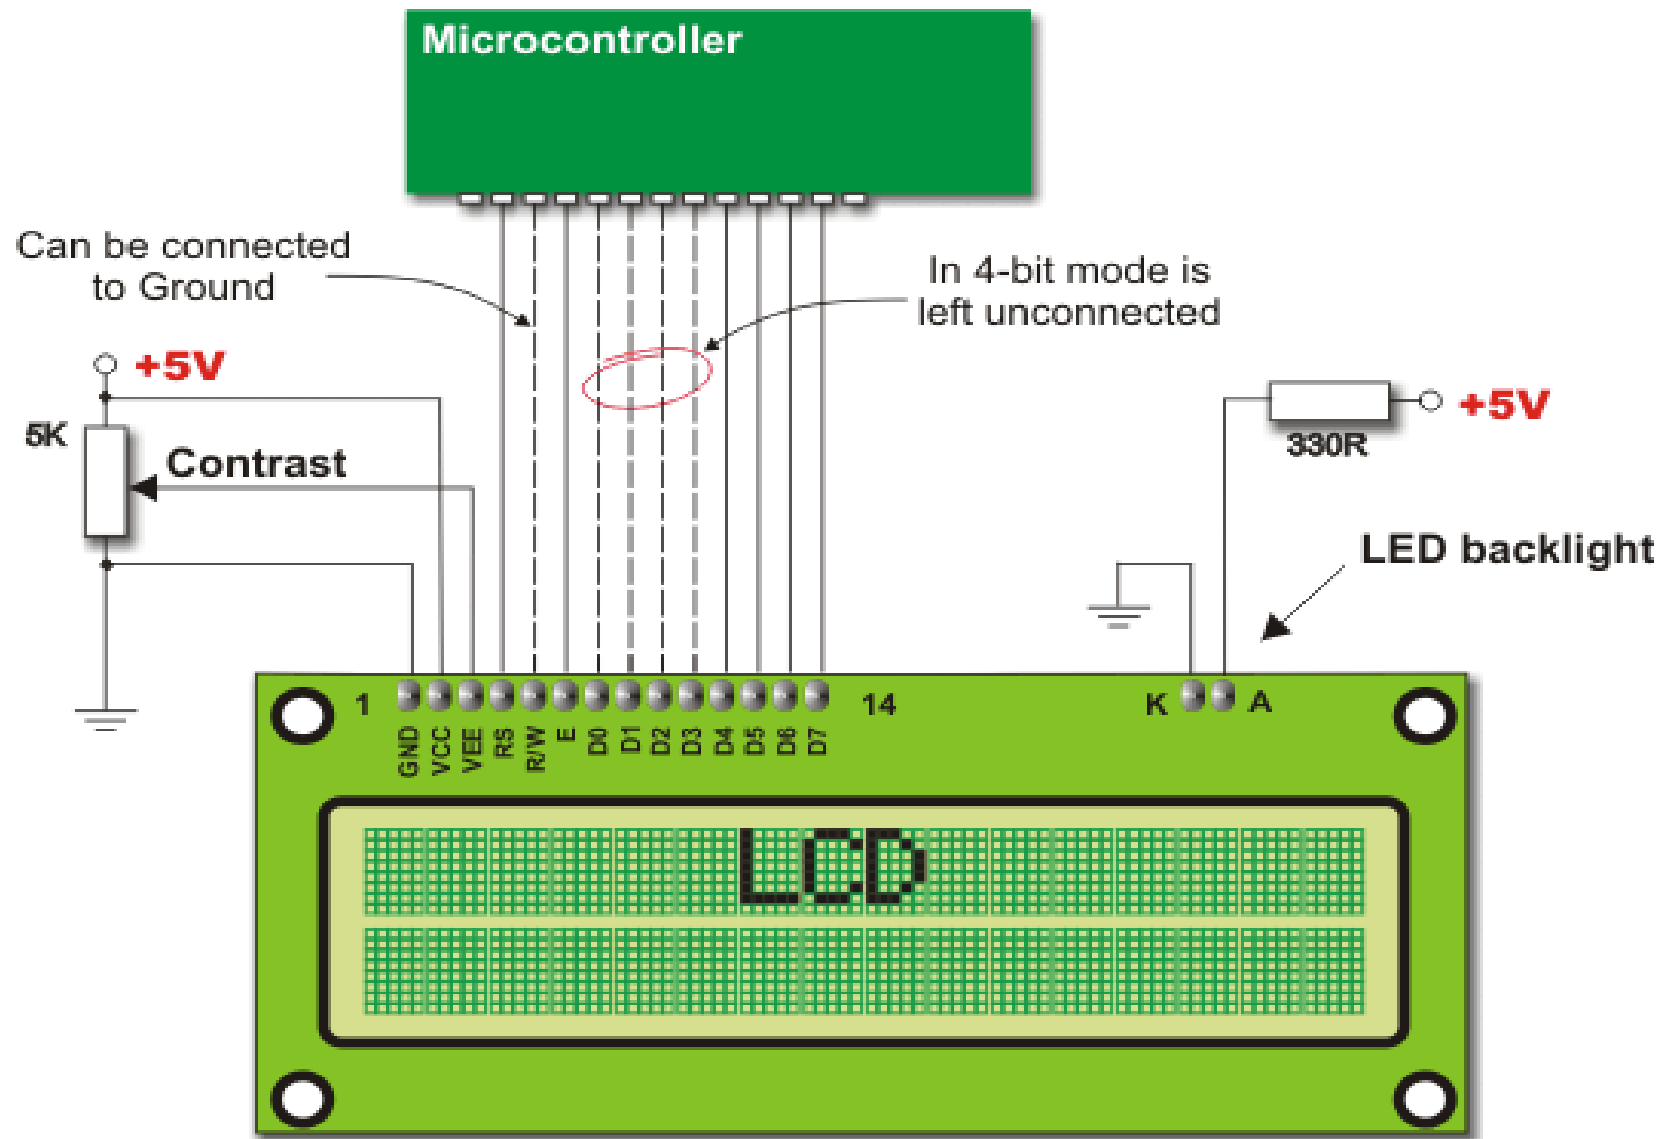 Microcontroller
Can be connected
to Ground
In 4-bit mode is
left unconnected
+5V
5K
Contrast
+5V
330R
LED backlight
1
14
K
A
GND
VCC
VEE
RS
R/W
E
D0
D1
D2
D3
D4
D5
D6
D7
LCD